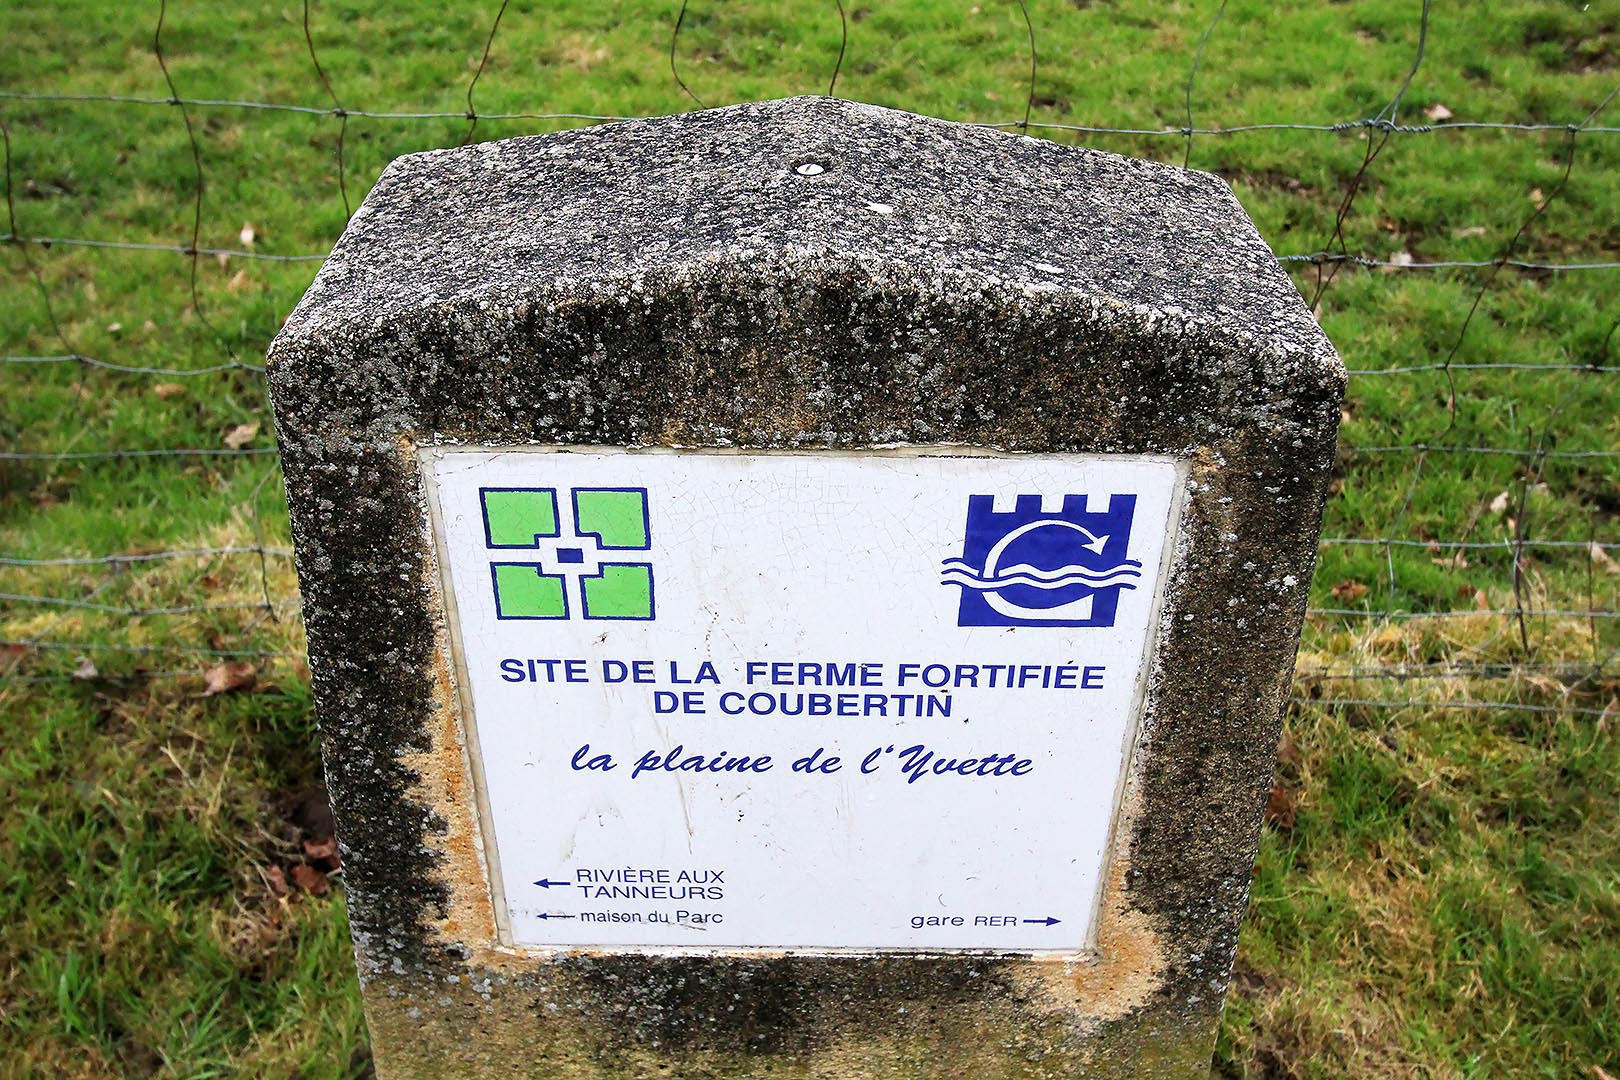 SITE DE LA FERME FORTIFIÉE
DE COUBERTIN
la plaine de l'Yvette
← RIVIÈRE AUX
TANNEURS
← maison du Parc
gare RER →